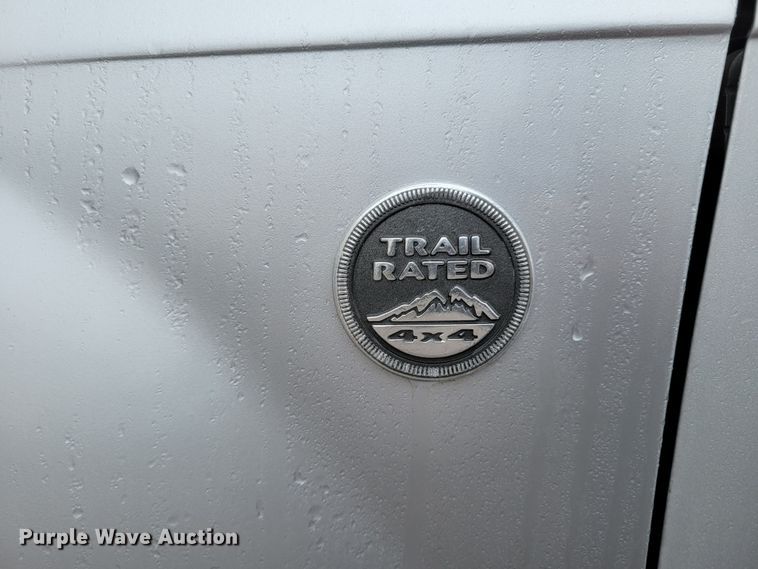 TRAIL
RATED
4x4
Purple Wave Auction